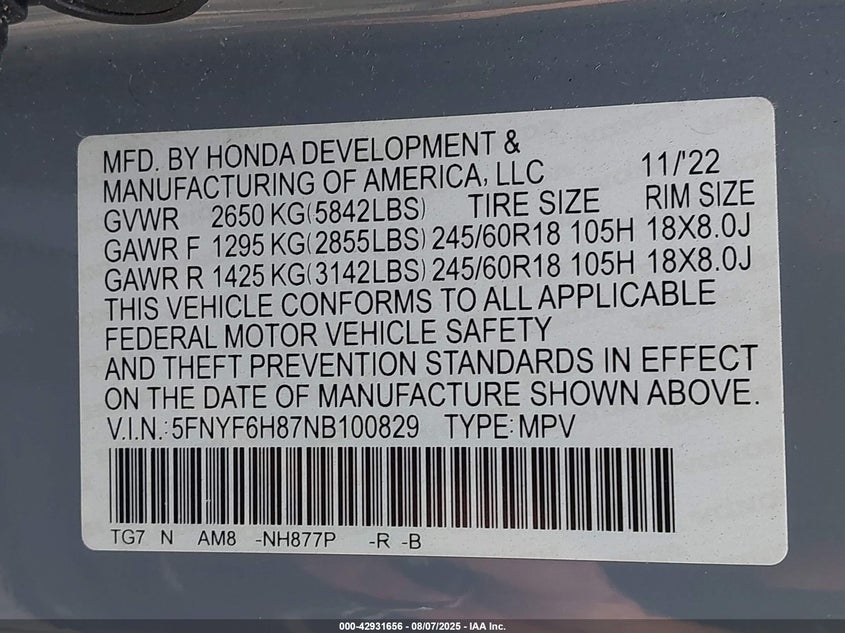 MFD. BY HONDA DEVELOPMENT &
MANUFACTURING OF AMERICA, LLC 11/'22
GVWR 2650 KG(5842LBS) TIRE SIZE RIM SIZE
GAWR F 1295 KG(2855LBS) 245/60R18 105H 18X8.0J
GAWR R 1425 KG(3142LBS) 245/60R18 105H 18X8.0J
THIS VEHICLE CONFORMS TO ALL APPLICABLE
FEDERAL MOTOR VEHICLE SAFETY
AND THEFT PREVENTION STANDARDS IN EFFECT
ON THE DATE OF MANUFACTURE SHOWN ABOVE.
V.I.N.:5FNYF6H87NB100829 TYPE:MPV
TG7 N AM8 -NH877P -R -B
000-42931656 - 08/07/2025 - IAA Inc.